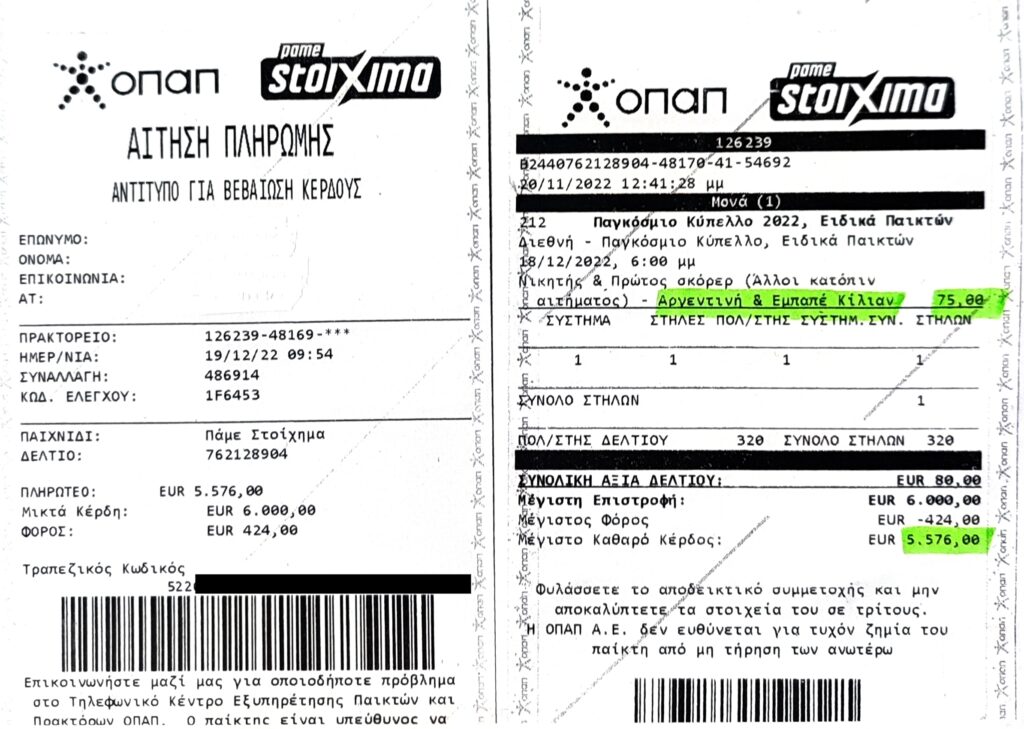 οπαπ
pame stoixima
ΑΙΤΗΣΗ ΠΛΗΡΩΜΗΣ
ΑΝΤΙΤΥΠΟ ΓΙΑ ΒΕΒΑΙΩΣΗ ΚΕΡΔΟΥΣ
ΕΠΩΝΥΜΟ:
ΟΝΟΜΑ:
ΕΠΙΚΟΙΝΩΝΙΑ:
ΑΤ:
ΠΡΑΚΤΟΡΕΙΟ: 126239-48169-***
ΗΜΕΡ/ΝΙΑ: 19/12/22 09:54
ΣΥΝΑΛΛΑΓΗ: 486914
ΚΩΔ. ΕΛΕΓΧΟΥ: 1F6453
ΠΑΙΧΝΙΔΙ: Πάμε Στοίχημα
ΔΕΛΤΙΟ: 762128904
ΠΛΗΡΩΤΕΟ: EUR 5.576,00
Μικτά Κέρδη: EUR 6.000,00
ΦΟΡΟΣ: EUR 424,00
Τραπεζικός Κωδικός
522
Επικοινωνήστε μαζί μας για οποιοδήποτε πρόβλημα
στο Τηλεφωνικό Κέντρο Εξυπηρέτησης Παικτών και
Πρακτόρων ΟΠΑΠ. Ο παίκτης είναι υπεύθυνος να
οπαπ
pame stoixima
126239
B2440762128904-48170-41-54692
20/11/2022 12:41:28 μμ
Μονά (1)
212 Παγκόσμιο Κύπελλο 2022, Ειδικά Παικτών
Διεθνή - Παγκόσμιο Κύπελλο, Ειδικά Παικτών
18/12/2022, 6:00 μμ
Νικητής & Πρώτος σκόρερ (Άλλοι κατόπιν
αιτήματος) - Αργεντινή & Εμπαπέ Κίλιαν 75,00
ΣΥΣΤΗΜΑ ΣΤΗΛΕΣ ΠΟΛ/ΣΤΗΣ ΣΥΣΤΗΜ.ΣΥΝ. ΣΤΗΛΩΝ
1 1 1 1
ΣΥΝΟΛΟ ΣΤΗΛΩΝ 1
ΠΟΛ/ΣΤΗΣ ΔΕΛΤΙΟΥ 320 ΣΥΝΟΛΟ ΣΤΗΛΩΝ 320
ΣΥΝΟΛΙΚΗ ΑΞΙΑ ΔΕΛΤΙΟΥ: EUR 80,00
Μέγιστη Επιστροφή: EUR 6.000,00
Μέγιστος Φόρος EUR -424,00
Μέγιστο Καθαρό Κέρδος: EUR 5.576,00
Φυλάσσετε το αποδεικτικό συμμετοχής και μην
αποκαλύπτετε τα στοιχεία του σε τρίτους.
Η ΟΠΑΠ Α.Ε. δεν ευθύνεται για τυχόν ζημία του
παίκτη από μη τήρηση των ανωτέρω